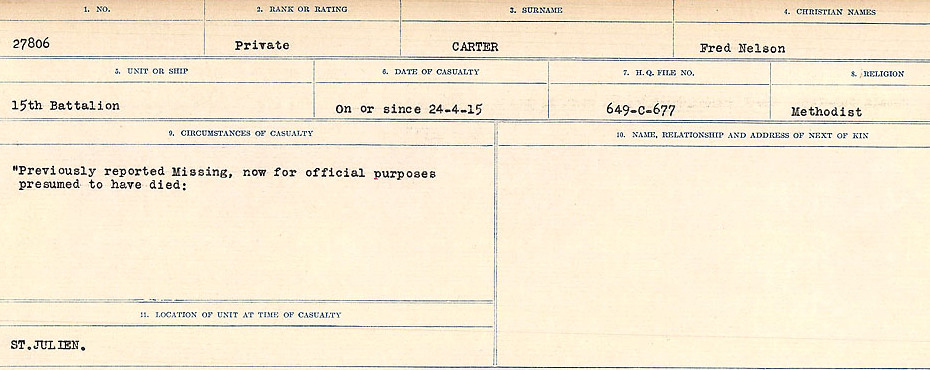 1. NO.
2. RANK OR RATING
3. SURNAME
4. CHRISTIAN NAMES
27806
Private
CARTER
Fred Nelson
5. UNIT OR SHIP
6. DATE OF CASUALTY
7. H. Q. FILE NO.
8. RELIGION
15th Battalion
On or since 24-4-15
649-C-677
Methodist
9. CIRCUMSTANCES OF CASUALTY
10. NAME, RELATIONSHIP AND ADDRESS OF NEXT OF KIN
"Previously reported Missing, now for official purposes
presumed to have died:
11. LOCATION OF UNIT AT TIME OF CASUALTY
ST.JULIEN.